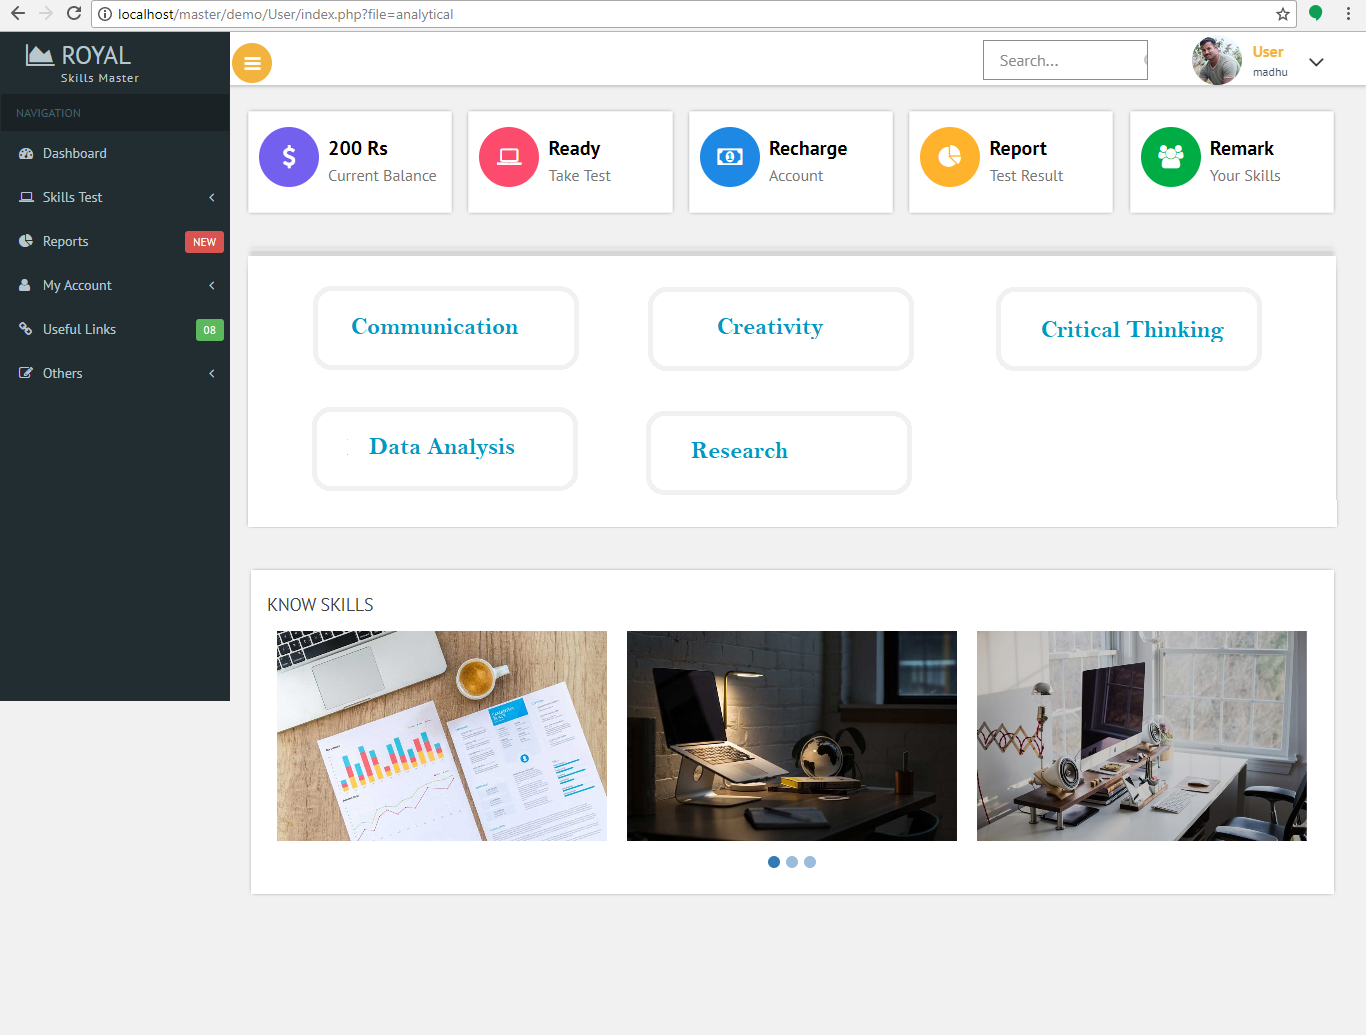 localhost/master/demo/User/index.php?file=analytical
ROYAL
Skills Master
Search...
User
madhu
NAVIGATION
Dashboard
Skills Test
Reports NEW
My Account
Useful Links 08
Others
200 Rs
Current Balance
Ready
Take Test
Recharge
Account
Report
Test Result
Remark
Your Skills
Communication
Creativity
Critical Thinking
Data Analysis
Research
KNOW SKILLS